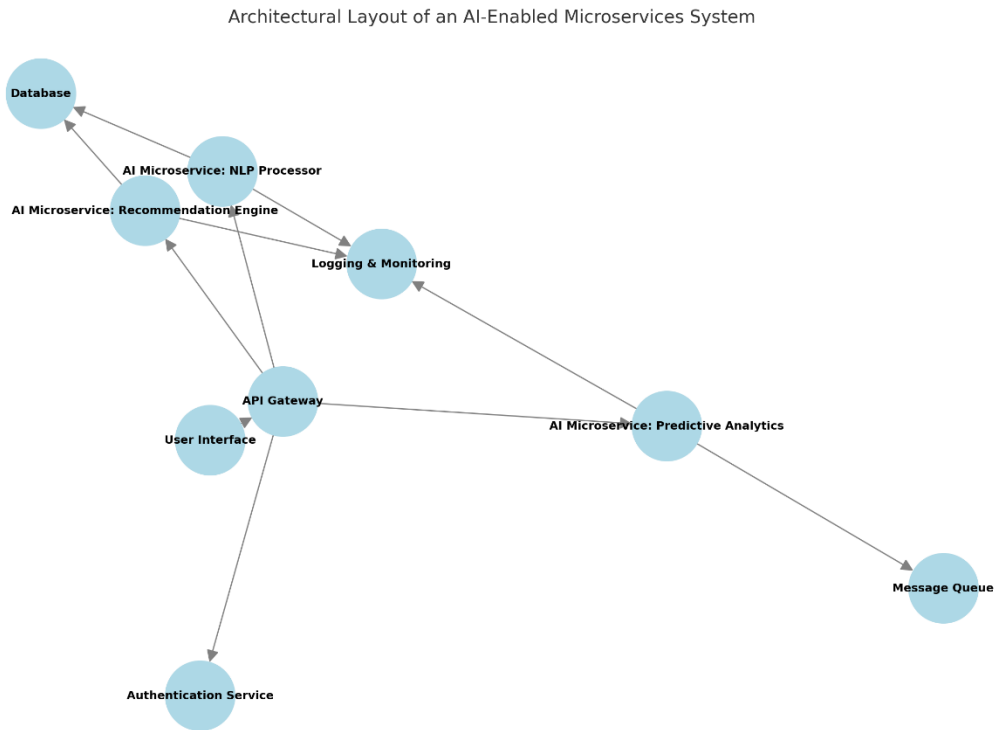 Architectural Layout of an AI-Enabled Microservices System
Database
AI Microservice: NLP Processor
AI Microservice: Recommendation Engine
Logging & Monitoring
API Gateway
User Interface
AI Microservice: Predictive Analytics
Message Queue
Authentication Service